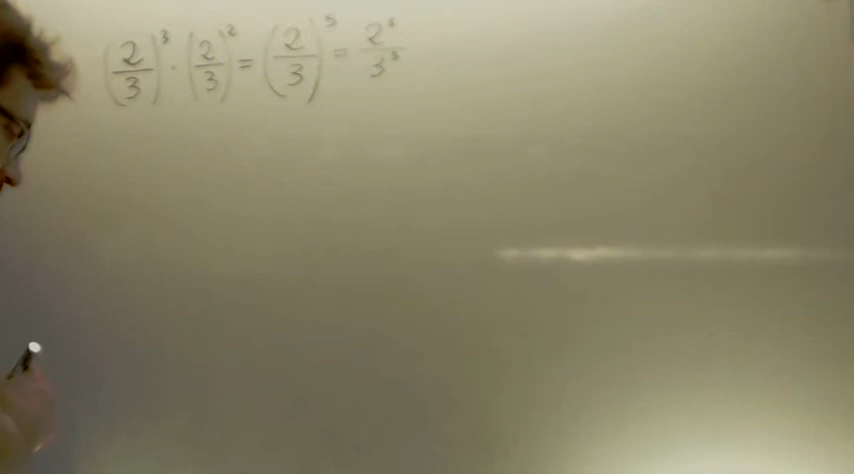 (2/3)³ · (2/3)² = (2/3)⁵ = 2⁵/3⁵